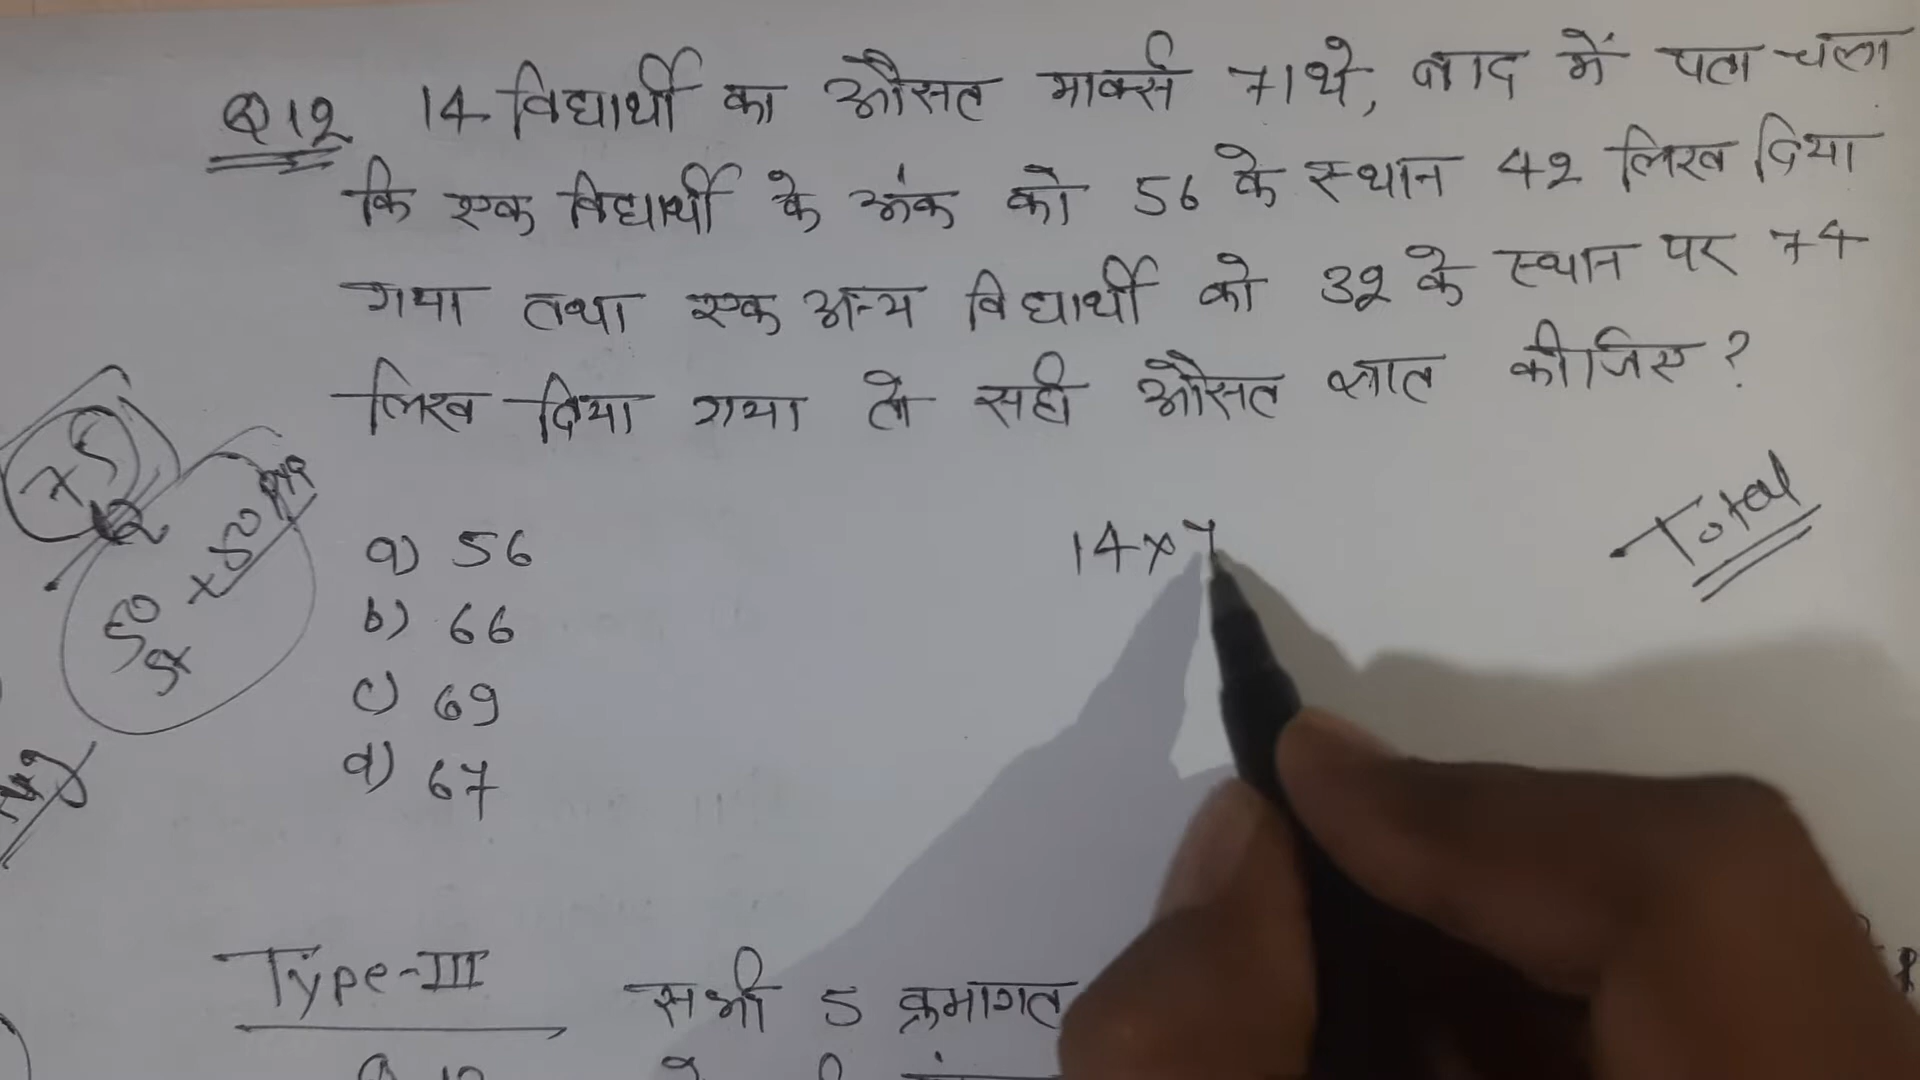 Q12 14 विद्यार्थी का औसत मार्क्स 71 थे, बाद में पता चला
कि एक विद्यार्थी के अंक को 56 के स्थान 42 लिख दिया
गया तथा एक अन्य विद्यार्थी को 32 के स्थान पर 74
लिख दिया गया तो सही औसत ज्ञात कीजिए ?
a) 56
b) 66
c) 69
d) 67
14×7
Total
Type-III
सभी 5 क्रमागत